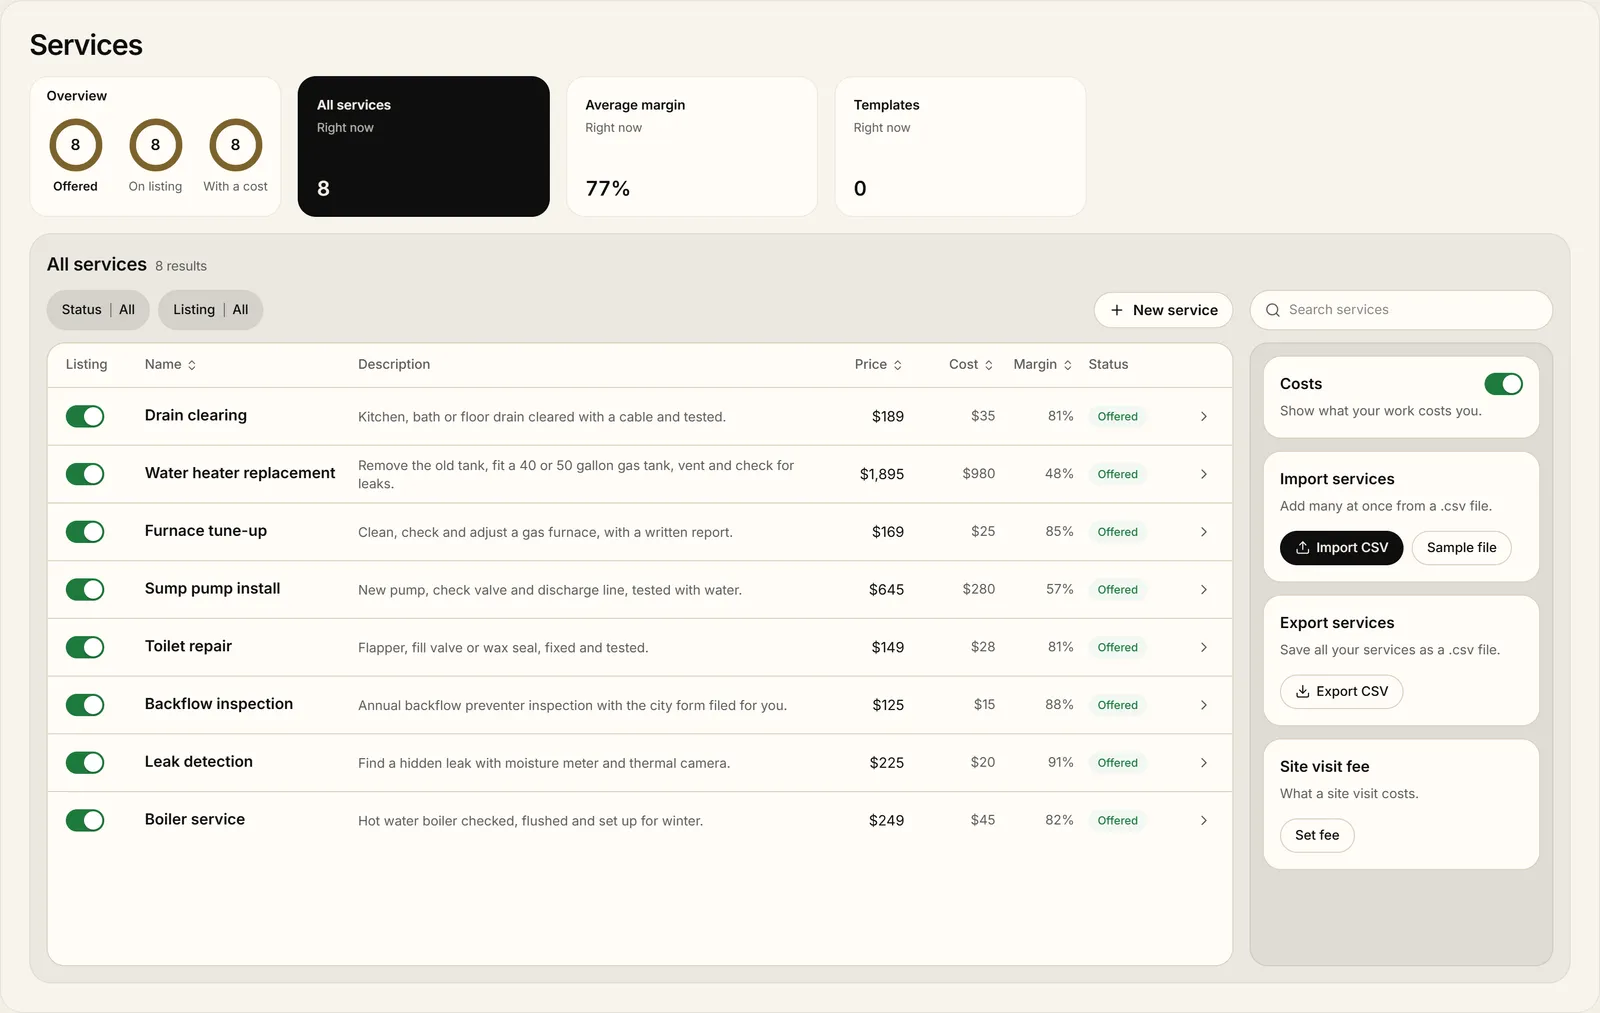 Services
Overview
8
8
8
Offered
On listing
With a cost
All services
Right now
8
Average margin
Right now
77%
Templates
Right now
0
All services 8 results
Status | All
Listing | All
+ New service
Search services
Listing Name Description Price Cost Margin Status
Drain clearing Kitchen, bath or floor drain cleared with a cable and tested. $189 $35 81% Offered
Water heater replacement Remove the old tank, fit a 40 or 50 gallon gas tank, vent and check for
leaks. $1,895 $980 48% Offered
Furnace tune-up Clean, check and adjust a gas furnace, with a written report. $169 $25 85% Offered
Sump pump install New pump, check valve and discharge line, tested with water. $645 $280 57% Offered
Toilet repair Flapper, fill valve or wax seal, fixed and tested. $149 $28 81% Offered
Backflow inspection Annual backflow preventer inspection with the city form filed for you. $125 $15 88% Offered
Leak detection Find a hidden leak with moisture meter and thermal camera. $225 $20 91% Offered
Boiler service Hot water boiler checked, flushed and set up for winter. $249 $45 82% Offered
Costs
Show what your work costs you.
Import services
Add many at once from a .csv file.
Import CSV
Sample file
Export services
Save all your services as a .csv file.
Export CSV
Site visit fee
What a site visit costs.
Set fee